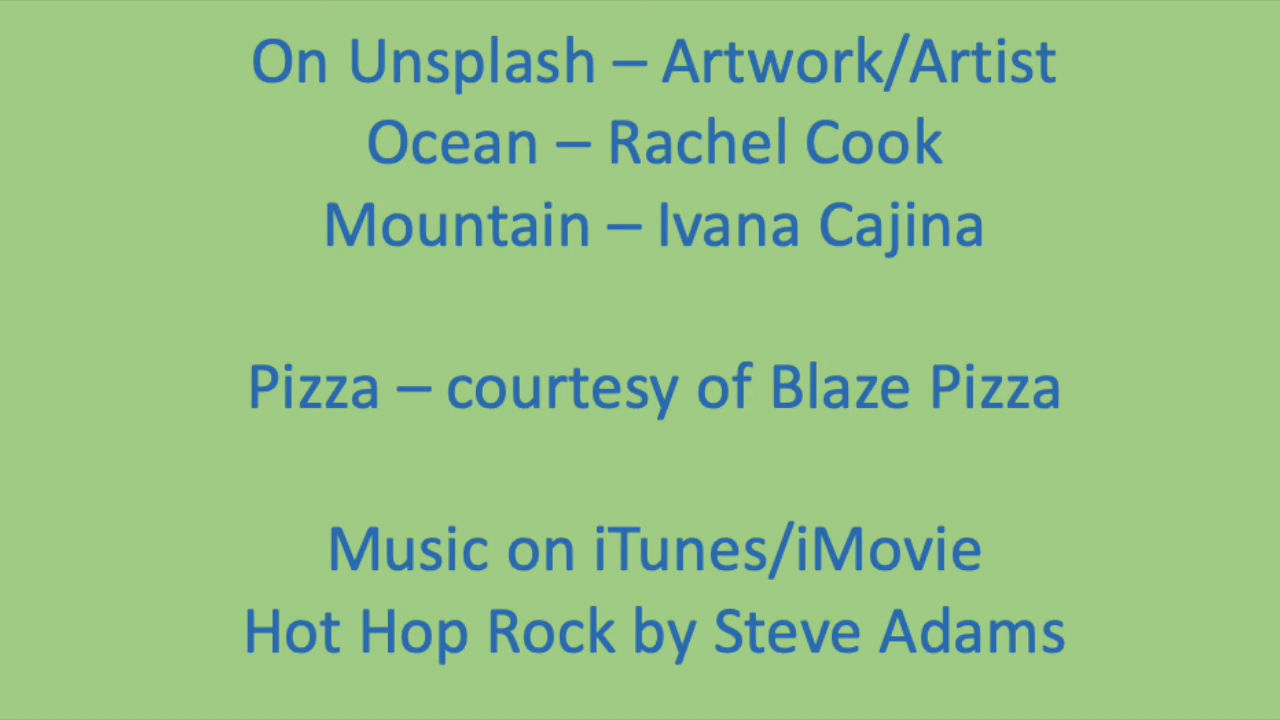 On Unsplash – Artwork/Artist
Ocean – Rachel Cook
Mountain – Ivana Cajina
Pizza – courtesy of Blaze Pizza
Music on iTunes/iMovie
Hot Hop Rock by Steve Adams